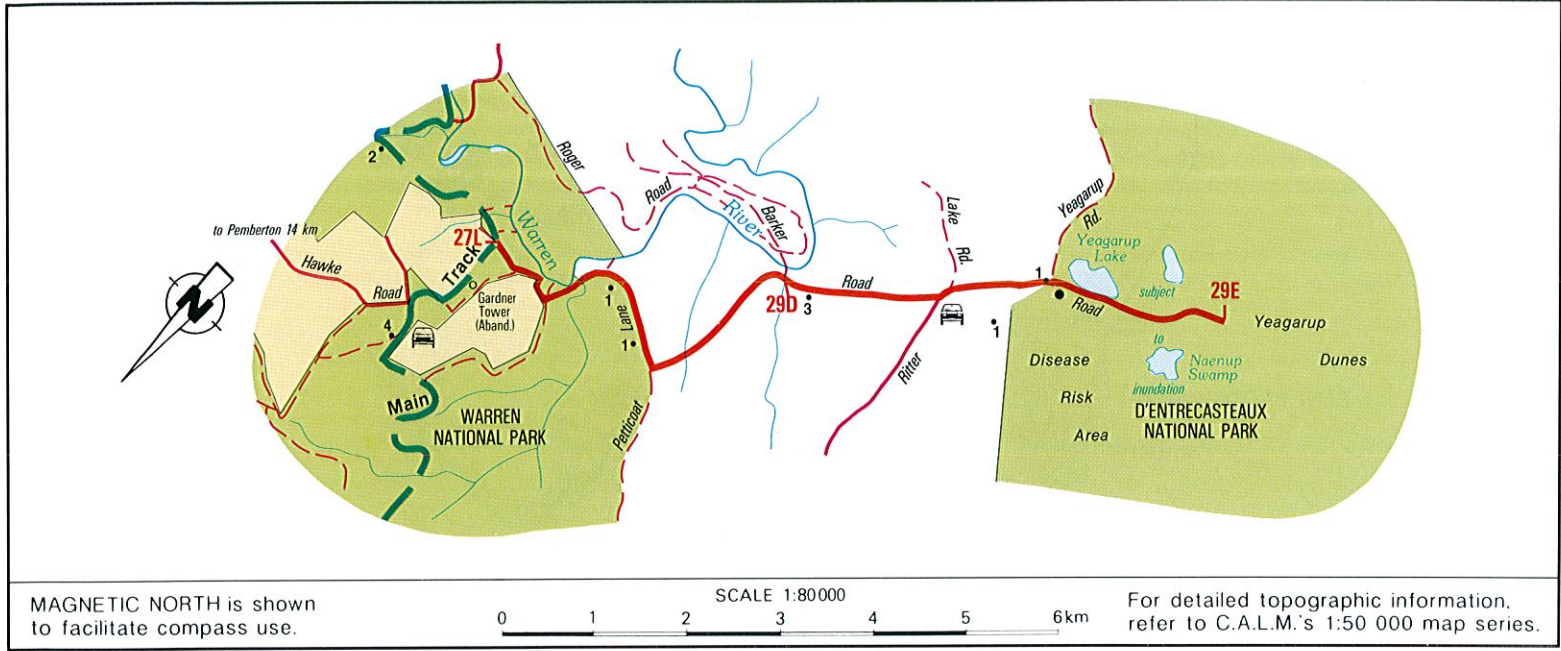 2
to Pemberton 14 km
Hawke
Road
27L
Track
Gardner
Tower
(Aband.)
4
Main
WARREN
NATIONAL PARK
Warren
Roger
Road
River
Barker
N
1
Lane
1
Petticoat
29D
3
Road
Lake
Rd.
Ritter
1
Yeagarup
Rd.
Yeagarup
Lake
1
Road
subject
29E
to
inundation
Naenup
Swamp
Yeagarup
Dunes
Disease
Risk
Area
D'ENTRECASTEAUX
NATIONAL PARK
MAGNETIC NORTH is shown
to facilitate compass use.
SCALE 1:80000
0 1 2 3 4 5 6km
For detailed topographic information,
refer to C.A.L.M.'s 1:50 000 map series.